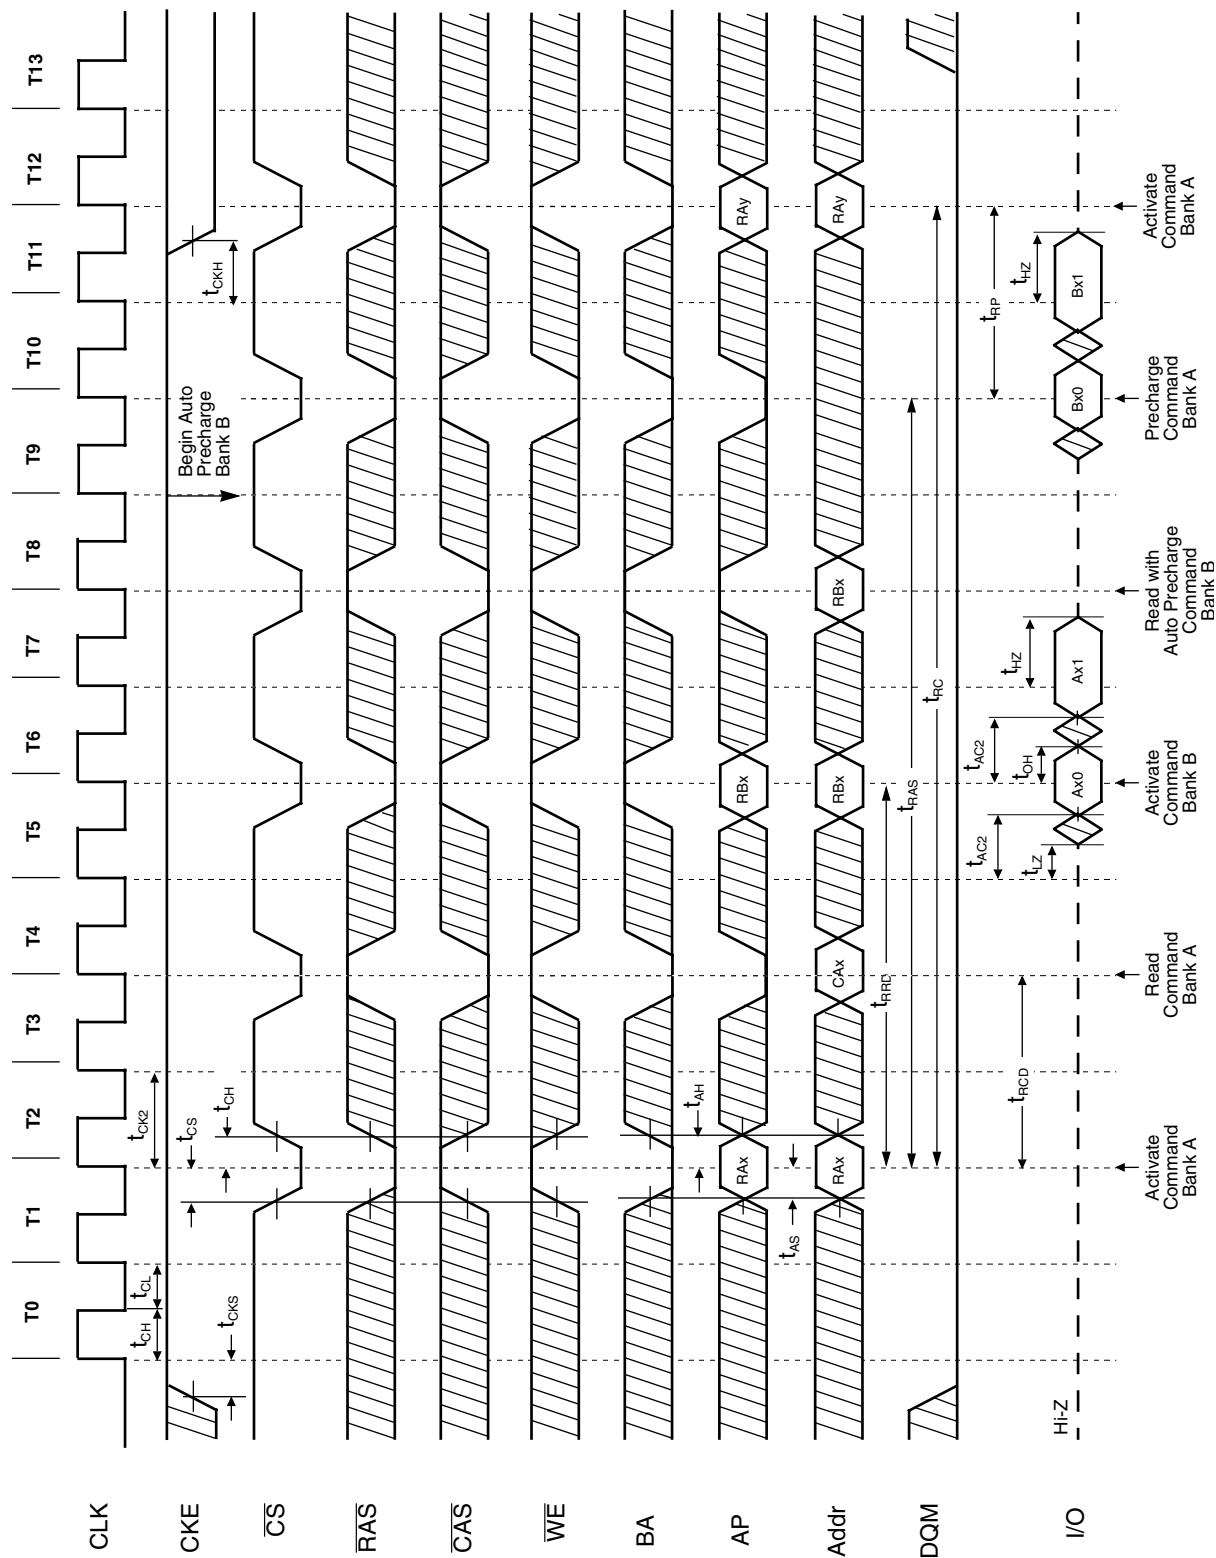 T0 T1 T2 T3 T4 T5 T6 T7 T8 T9 T10 T11 T12 T13
CLK
tCH tCL
tCK2
CKE
tCKS
tCS
tCH
Begin Auto
Precharge
Bank B
tCKH
CS
RAS
CAS
WE
BA
tAH
AP
RAx RBx RAy
tAS
Addr
RAx CAx RBx RBx RAy
tRRD
tRAS
tRC
DQM
tRCD
tAC2
tLZ
tAC2
tOH
tHZ
tRP
tHZ
I/O
Hi-Z
Ax0 Ax1 Bx0 Bx1
Activate
Command
Bank A
Read
Command
Bank A
Activate
Command
Bank B
Read with
Auto Precharge
Command
Bank B
Precharge
Command
Bank A
Activate
Command
Bank A